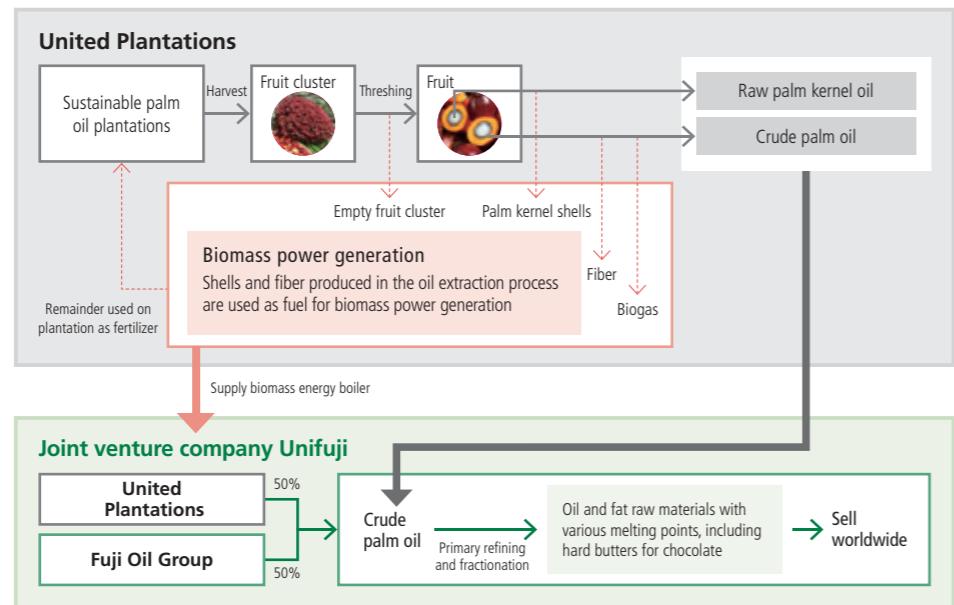 United Plantations
Sustainable palm
oil plantations
Harvest
Fruit cluster
Threshing
Fruit
Raw palm kernel oil
Crude palm oil
Empty fruit cluster
Palm kernel shells
Biomass power generation
Shells and fiber produced in the oil extraction process
are used as fuel for biomass power generation
Fiber
Biogas
Remainder used on
plantation as fertilizer
Supply biomass energy boiler
Joint venture company Unifuji
United
Plantations
50%
Fuji Oil Group
50%
Crude
palm oil
Primary refining
and fractionation
Oil and fat raw materials with
various melting points, including
hard butters for chocolate
Sell
worldwide